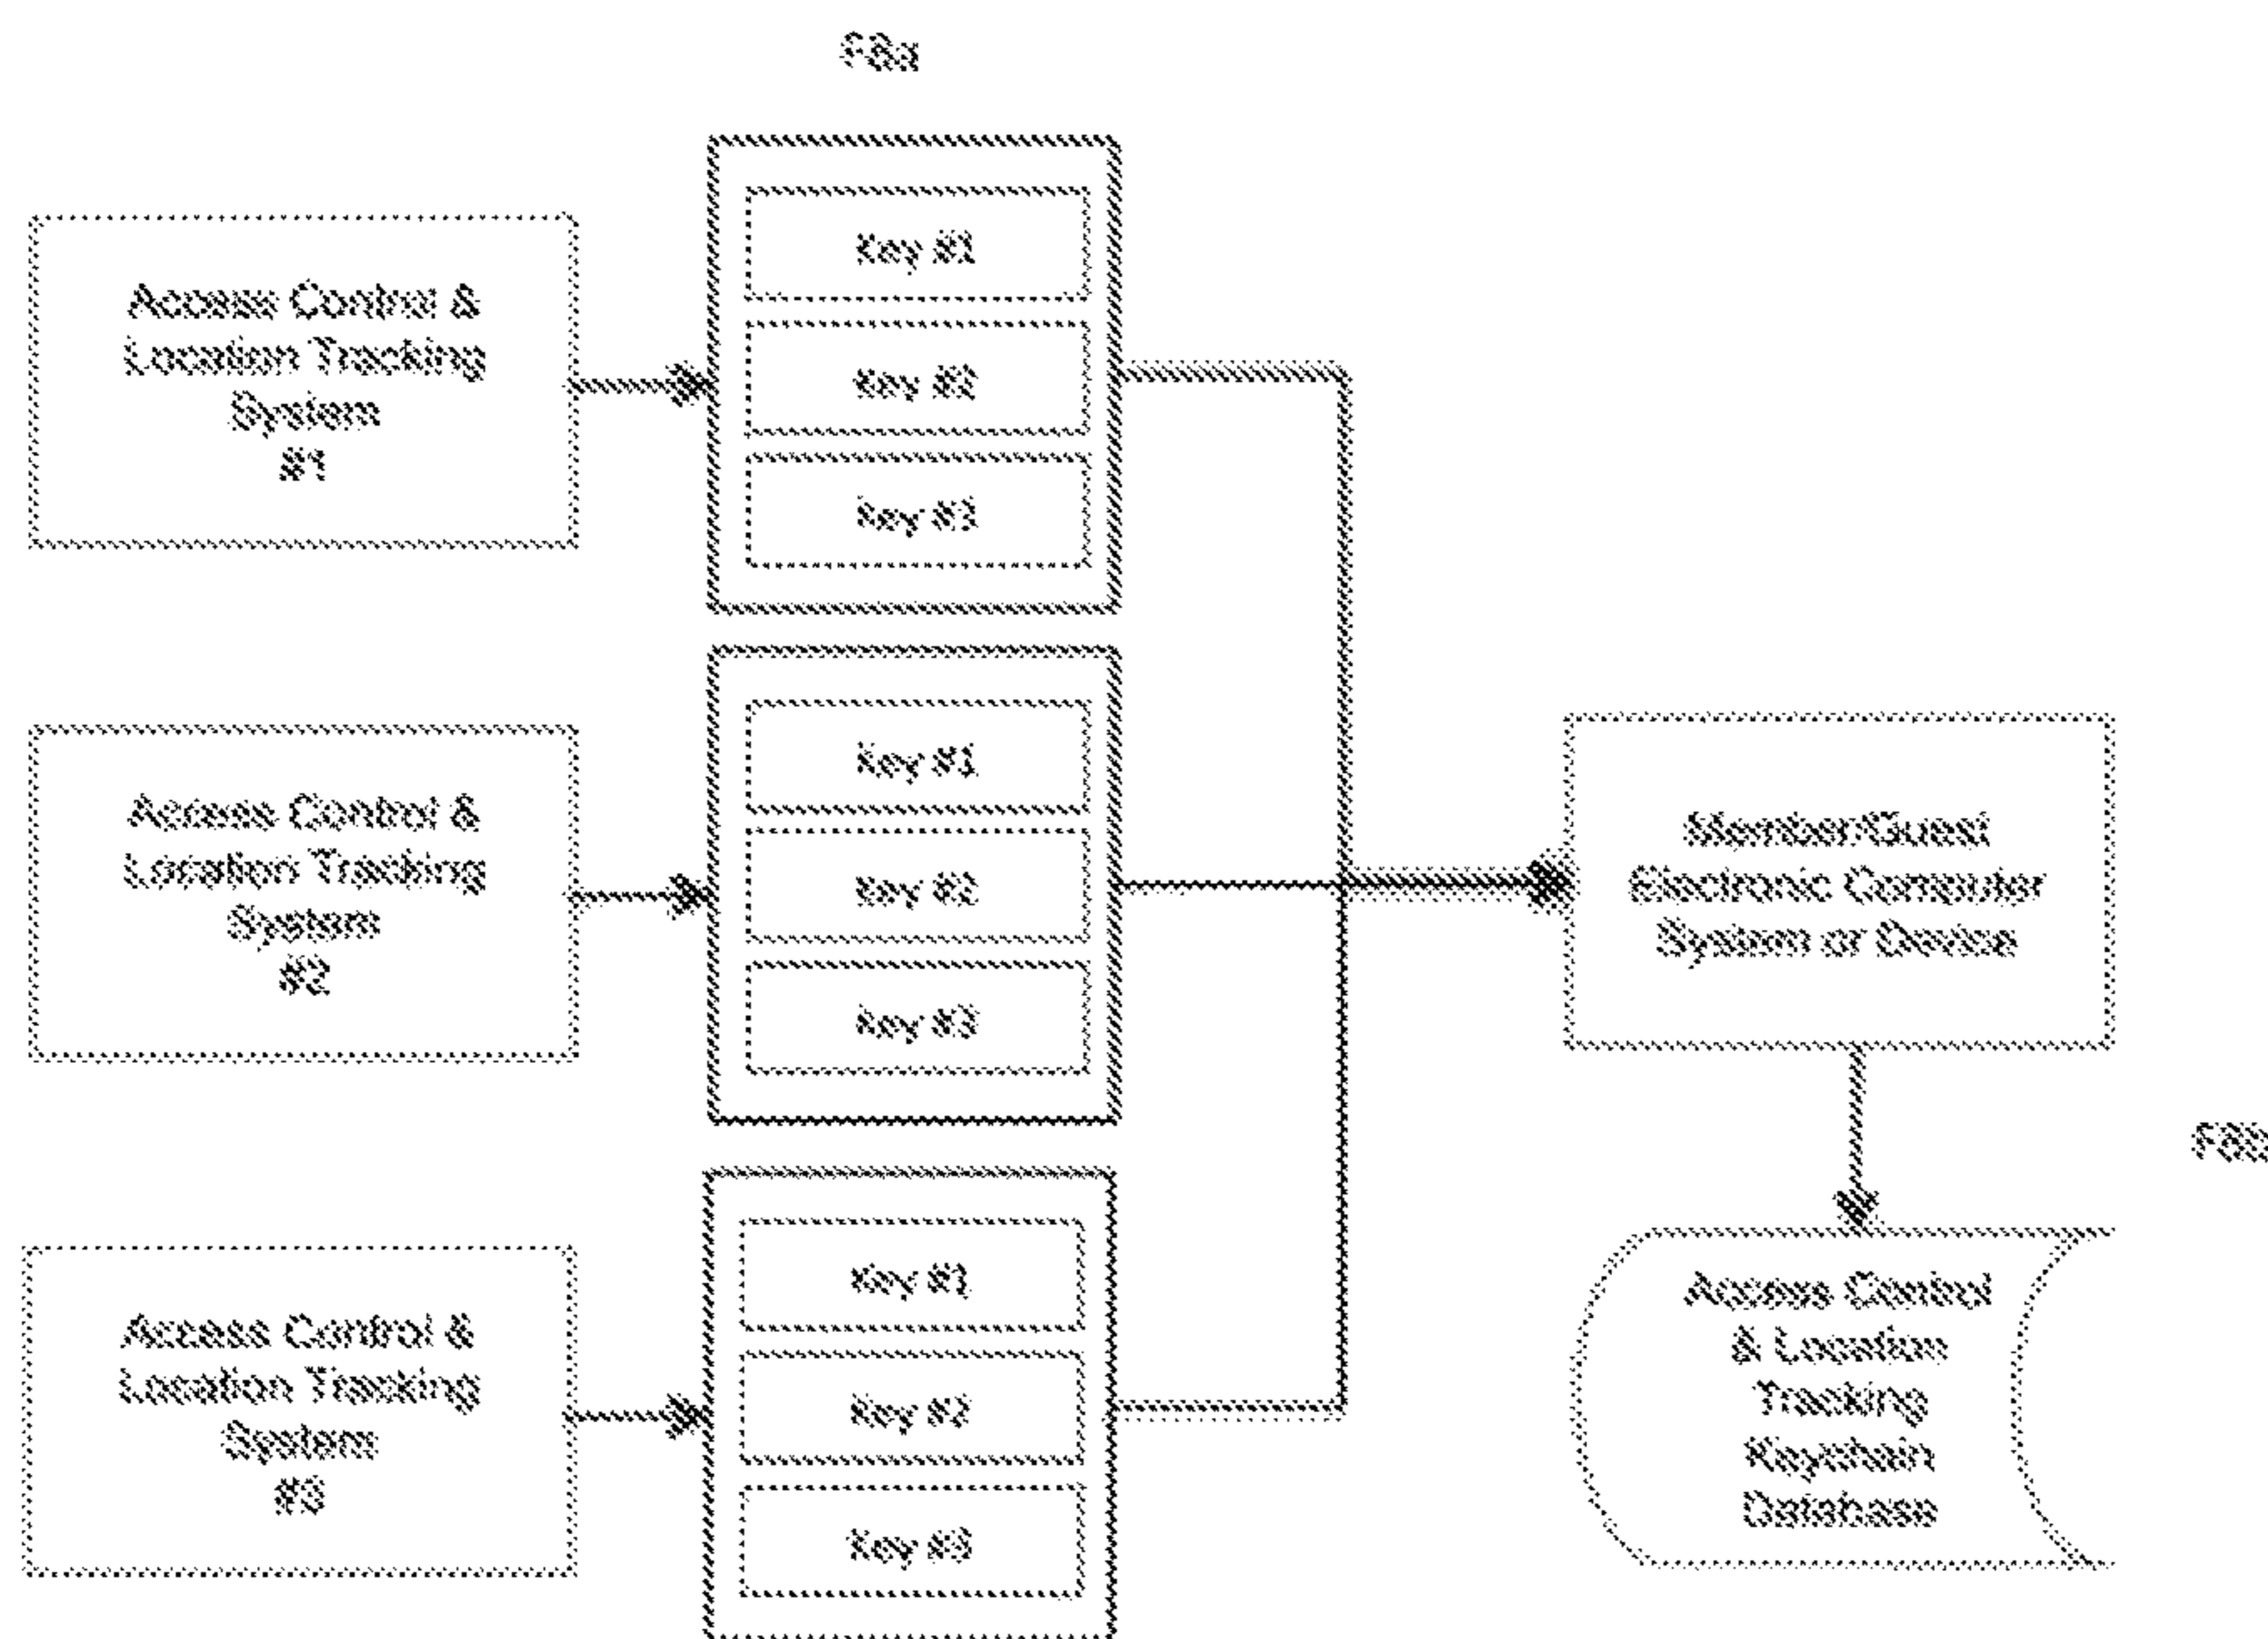 F8a
Access Control &
Location Tracking
System
#1
Key #1
Key #2
Key #3
Access Control &
Location Tracking
System
#2
Key #1
Key #2
Key #3
Access Control &
Location Tracking
System
#3
Key #1
Key #2
Key #3
Member/Guest
Electronic Computer
System or Device
F8b
Access Control
& Location
Tracking
Keychain
Database